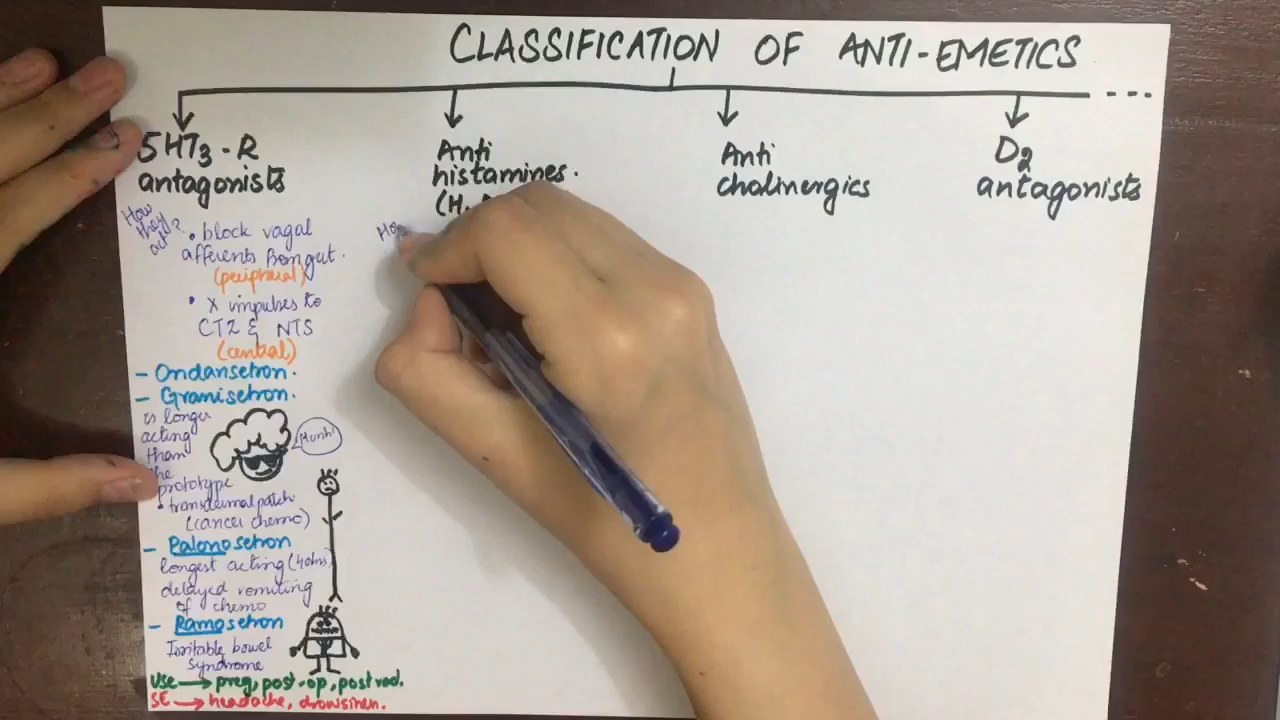 CLASSIFICATION OF ANTI-EMETICS
5HT3-R
antagonists
How
they
act?
• block vagal
afferents from gut.
(peripheral)
• X impulses to
CTZ & NTS
(central)
- Ondansetron.
- Granisetron.
is longer
acting
than
the
prototype
• transdermal patch
(cancer chemo)
Hunh!
- Palonosetron
longest acting (40hrs)
delayed vomiting
of chemo
- Ramosetron
Irritable bowel
syndrome
Use → preg, post-op, post rad.
SE → headache, drowsiness.
Anti
histamines.
(H1
How
Anti
cholinergics
D2
antagonists